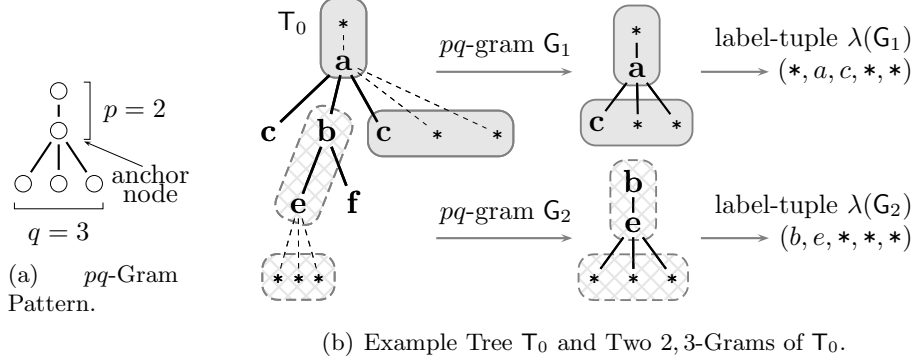 T₀
*
a
c b c * *
e f
* * *
pq-gram G₁
*
a
c * *
label-tuple λ(G₁)
(*, a, c, *, *)
pq-gram G₂
b
e
* * *
label-tuple λ(G₂)
(b, e, *, *, *)
p = 2
anchor
node
q = 3
(a) pq-Gram
Pattern.
(b) Example Tree T₀ and Two 2, 3-Grams of T₀.